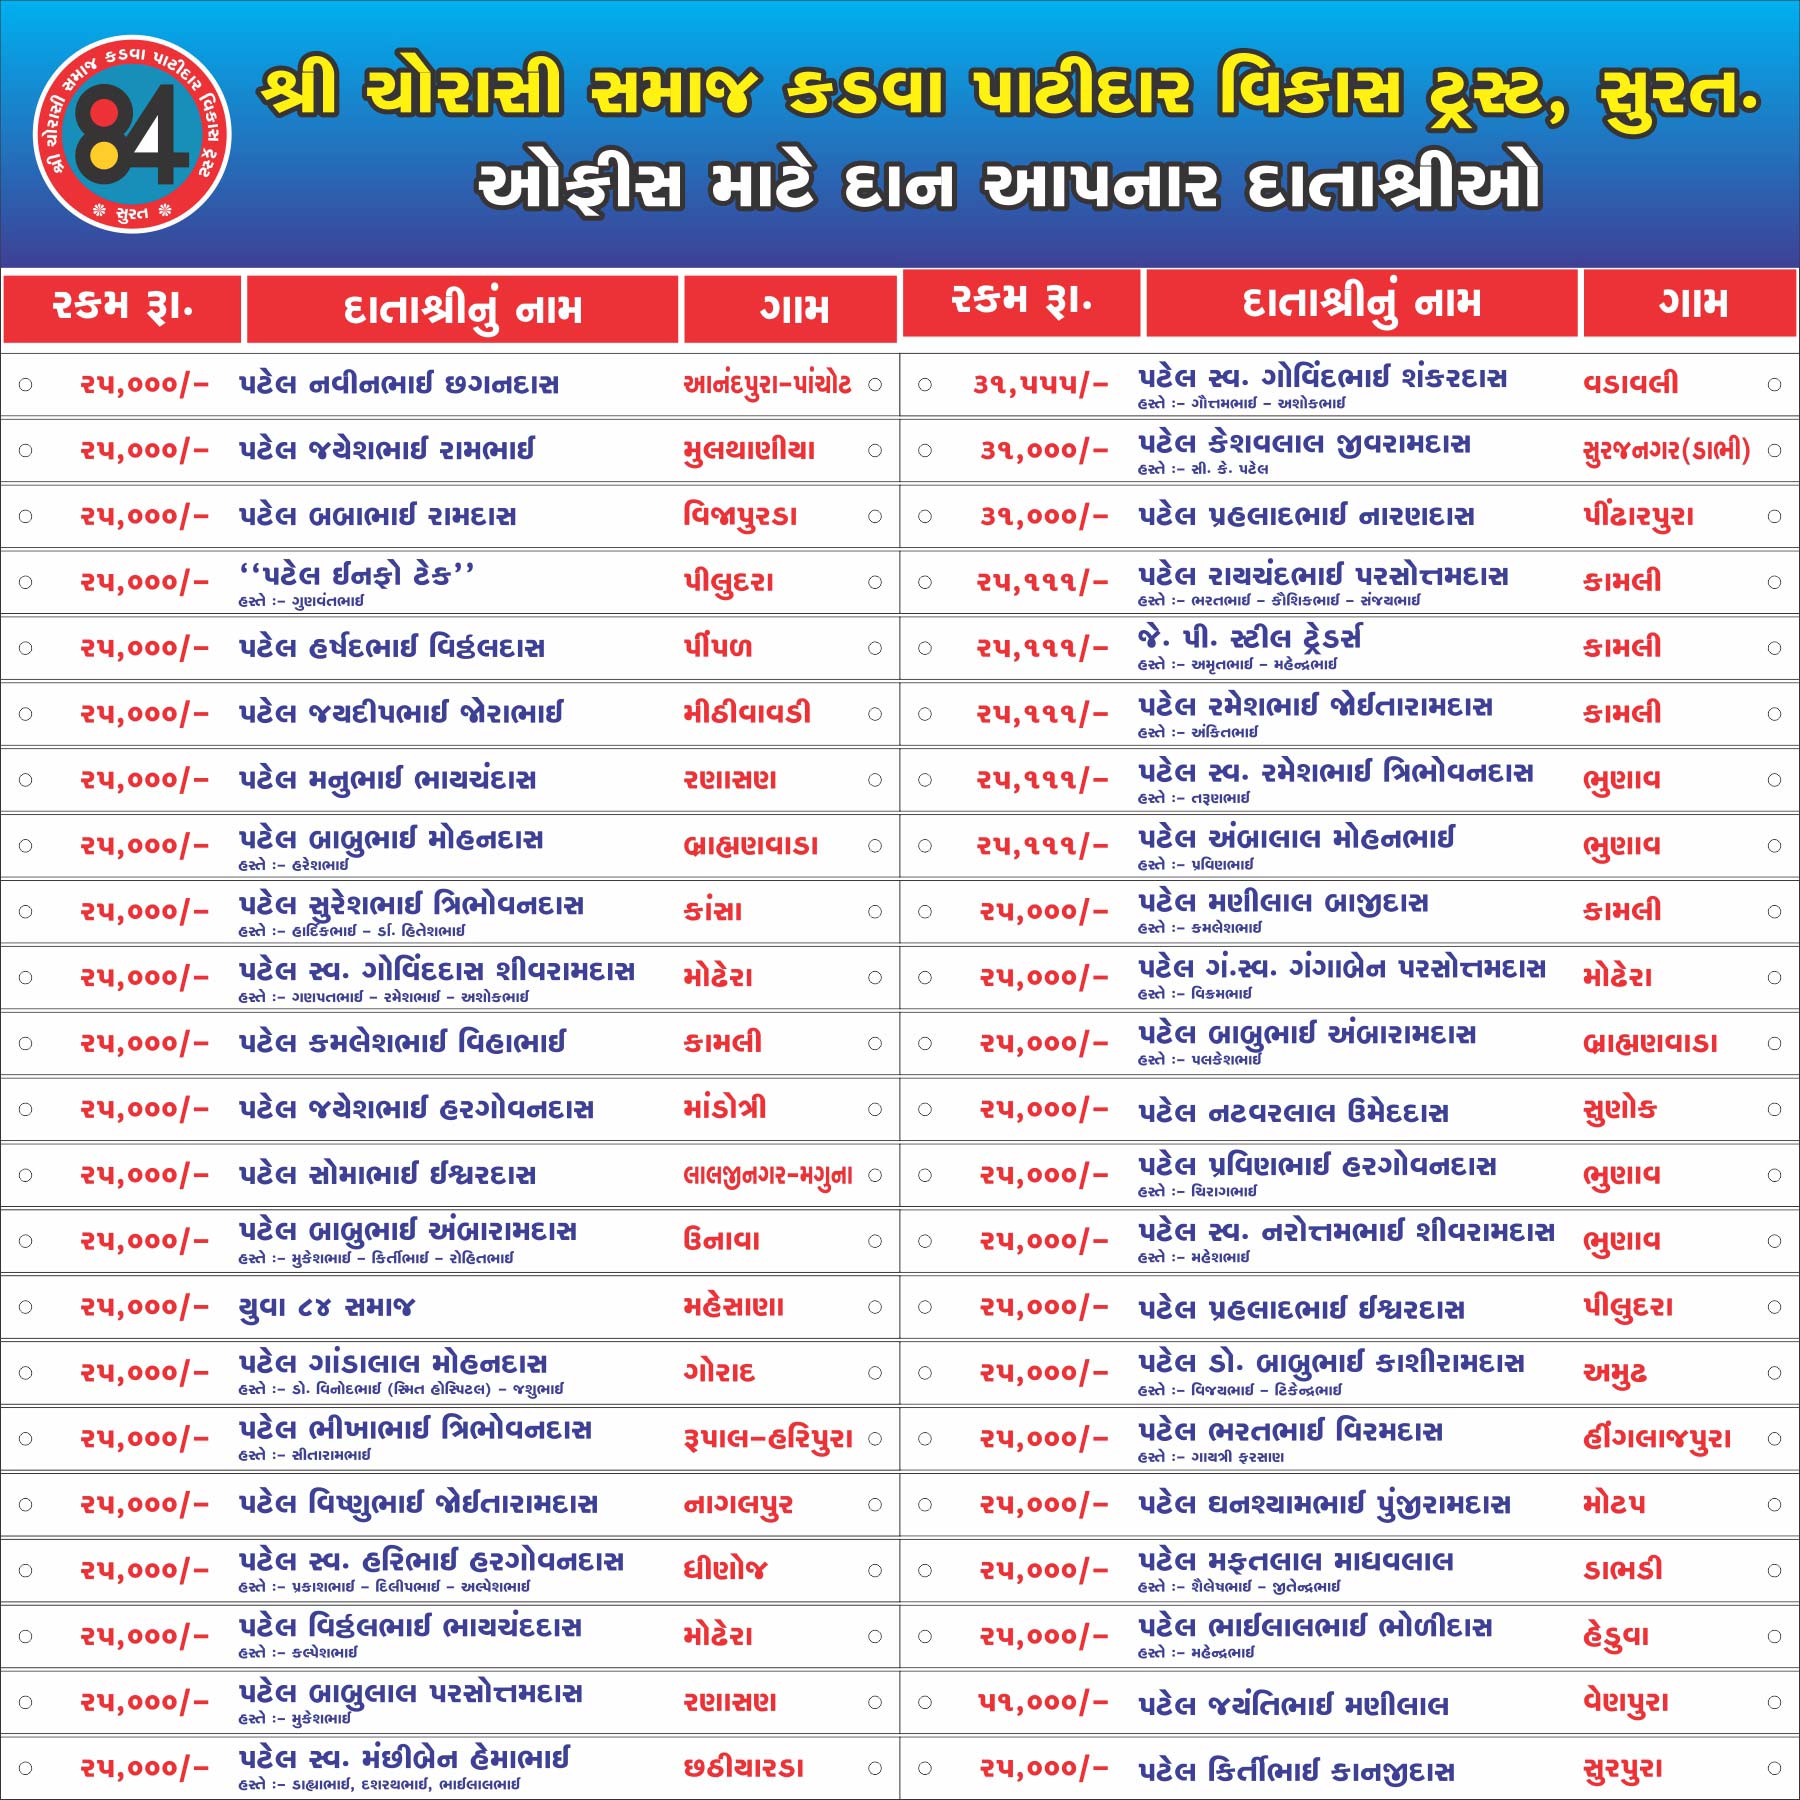 શ્રી ચોરાસી સમાજ કડવા પાટીદાર વિકાસ ટ્રસ્ટ
84
સુરત
શ્રી ચોરાસી સમાજ કડવા પાટીદાર વિકાસ ટ્રસ્ટ, સુરત.
ઓફીસ માટે દાન આપનાર દાતાશ્રીઓ
રકમ રૂા. દાતાશ્રીનું નામ ગામ
૨૫,૦૦૦/- પટેલ નવીનભાઈ છગનદાસ આનંદપુરા-પાંચોટ
૨૫,૦૦૦/- પટેલ જયેશભાઈ રામભાઈ મુલથાણીયા
૨૫,૦૦૦/- પટેલ બબાભાઈ રામદાસ વિજાપુરડા
૨૫,૦૦૦/- ‘‘પટેલ ઈનફો ટેક’’ પીલુદરા
હસ્તે :- ગુણવંતભાઈ
૨૫,૦૦૦/- પટેલ હર્ષદભાઈ વિઠ્ઠલદાસ પીંપળ
૨૫,૦૦૦/- પટેલ જયદીપભાઈ જોરાભાઈ મીઠીવાવડી
૨૫,૦૦૦/- પટેલ મનુભાઈ ભાયચંદાસ રણાસણ
૨૫,૦૦૦/- પટેલ બાબુભાઈ મોહનદાસ બ્રાહ્મણવાડા
હસ્તે :- હરેશભાઈ
૨૫,૦૦૦/- પટેલ સુરેશભાઈ ત્રિભોવનદાસ કાંસા
હસ્તે :- હાર્દિકભાઈ - ર્ડા. હિતેશભાઈ
૨૫,૦૦૦/- પટેલ સ્વ. ગોવિંદદાસ શીવરામદાસ મોઢેરા
હસ્તે :- ગણપતભાઈ - રમેશભાઈ - અશોકભાઈ
૨૫,૦૦૦/- પટેલ કમલેશભાઈ વિહાભાઈ કામલી
૨૫,૦૦૦/- પટેલ જયેશભાઈ હરગોવનદાસ માંડોત્રી
૨૫,૦૦૦/- પટેલ સોમાભાઈ ઈશ્વરદાસ લાલજીનગર-મગુના
૨૫,૦૦૦/- પટેલ બાબુભાઈ અંબારામદાસ ઉનાવા
હસ્તે :- મુકેશભાઈ - કિર્તીભાઈ - રોહિતભાઈ
૨૫,૦૦૦/- યુવા ૮૪ સમાજ મહેસાણા
૨૫,૦૦૦/- પટેલ ગાંડાલાલ મોહનદાસ ગોરાદ
હસ્તે :- ડો. વિનોદભાઈ (સ્મિત હોસ્પિટલ) - જશુભાઈ
૨૫,૦૦૦/- પટેલ ભીખાભાઈ ત્રિભોવનદાસ રૂપાલ-હરિપુરા
હસ્તે :- સીતારામભાઈ
૨૫,૦૦૦/- પટેલ વિષ્ણુભાઈ જોઈતારામદાસ નાગલપુર
૨૫,૦૦૦/- પટેલ સ્વ. હરિભાઈ હરગોવનદાસ ધીણોજ
હસ્તે :- પ્રકાશભાઈ - દિલીપભાઈ - અલ્પેશભાઈ
૨૫,૦૦૦/- પટેલ વિઠ્ઠલભાઈ ભાયચંદદાસ મોઢેરા
હસ્તે :- કલ્પેશભાઈ
૨૫,૦૦૦/- પટેલ બાબુલાલ પરસોત્તમદાસ રણાસણ
હસ્તે :- મુકેશભાઈ
૨૫,૦૦૦/- પટેલ સ્વ. મંછીબેન હેમાભાઈ છઠીયારડા
હસ્તે :- ડાહ્યાભાઈ, દશરથભાઈ, ભાઈલાલભાઈ
રકમ રૂા. દાતાશ્રીનું નામ ગામ
૩૧,૫૫૫/- પટેલ સ્વ. ગોવિંદભાઈ શંકરદાસ વડાવલી
હસ્તે :- ગૌત્તમભાઈ - અશોકભાઈ
૩૧,૦૦૦/- પટેલ કેશવલાલ જીવરામદાસ સુરજનગર(ડાભી)
હસ્તે :- સી. કે. પટેલ
૩૧,૦૦૦/- પટેલ પ્રહલાદભાઈ નારણદાસ પીંઢારપુરા
૨૫,૧૧૧/- પટેલ રાયચંદભાઈ પરસોત્તમદાસ કામલી
હસ્તે :- ભરતભાઈ - કૌશિકભાઈ - સંજયભાઈ
૨૫,૧૧૧/- જે. પી. સ્ટીલ ટ્રેડર્સ કામલી
હસ્તે :- અમૃતભાઈ - મહેન્દ્રભાઈ
૨૫,૧૧૧/- પટેલ રમેશભાઈ જોઈતારામદાસ કામલી
હસ્તે :- અંકિતભાઈ
૨૫,૧૧૧/- પટેલ સ્વ. રમેશભાઈ ત્રિભોવનદાસ ભુણાવ
હસ્તે :- તરૂણભાઈ
૨૫,૧૧૧/- પટેલ અંબાલાલ મોહનભાઈ ભુણાવ
હસ્તે :- પ્રવિણભાઈ
૨૫,૦૦૦/- પટેલ મણીલાલ બાજીદાસ કામલી
હસ્તે :- કમલેશભાઈ
૨૫,૦૦૦/- પટેલ ગં.સ્વ. ગંગાબેન પરસોત્તમદાસ મોઢેરા
હસ્તે :- વિક્રમભાઈ
૨૫,૦૦૦/- પટેલ બાબુભાઈ અંબારામદાસ બ્રાહ્મણવાડા
હસ્તે :- પલકેશભાઈ
૨૫,૦૦૦/- પટેલ નટવરલાલ ઉમેદદાસ સુણોક
૨૫,૦૦૦/- પટેલ પ્રવિણભાઈ હરગોવનદાસ ભુણાવ
હસ્તે :- ચિરાગભાઈ
૨૫,૦૦૦/- પટેલ સ્વ. નરોત્તમભાઈ શીવરામદાસ ભુણાવ
હસ્તે :- મહેશભાઈ
૨૫,૦૦૦/- પટેલ પ્રહલાદભાઈ ઈશ્વરદાસ પીલુદરા
૨૫,૦૦૦/- પટેલ ડો. બાબુભાઈ કાશીરામદાસ અમુઢ
હસ્તે :- વિજયભાઈ - ટિકેન્દ્રભાઈ
૨૫,૦૦૦/- પટેલ ભરતભાઈ વિરમદાસ હીંગલાજપુરા
હસ્તે :- ગાયત્રી ફરસાણ
૨૫,૦૦૦/- પટેલ ઘનશ્યામભાઈ પુંજીરામદાસ મોટપ
૨૫,૦૦૦/- પટેલ મફતલાલ માધવલાલ ડાભડી
હસ્તે :- શૈલેષભાઈ - જીતેન્દ્રભાઈ
૨૫,૦૦૦/- પટેલ ભાઈલાલભાઈ ભોળીદાસ હેડુવા
હસ્તે :- મહેન્દ્રભાઈ
૫૧,૦૦૦/- પટેલ જયંતિભાઈ મણીલાલ વેણપુરા
૨૫,૦૦૦/- પટેલ કિર્તીભાઈ કાનજીદાસ સુરપુરા